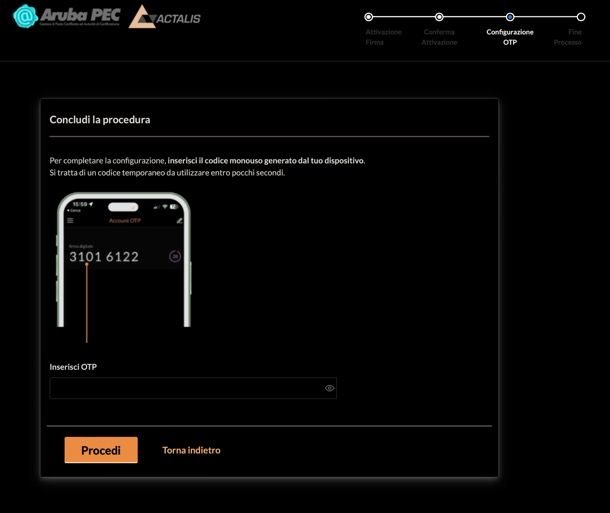 Aruba PEC
ACTALIS
Attivazione
Firma
Conferma
Attivazione
Configurazione
OTP
Fine
Processo
Concludi la procedura
Per completare la configurazione, inserisci il codice monouso generato dal tuo dispositivo.
Si tratta di un codice temporaneo da utilizzare entro pocchi secondi.
15:59
Cerca
Account OTP
firma digitale
3101 6122
Inserisci OTP
Procedi
Torna indietro